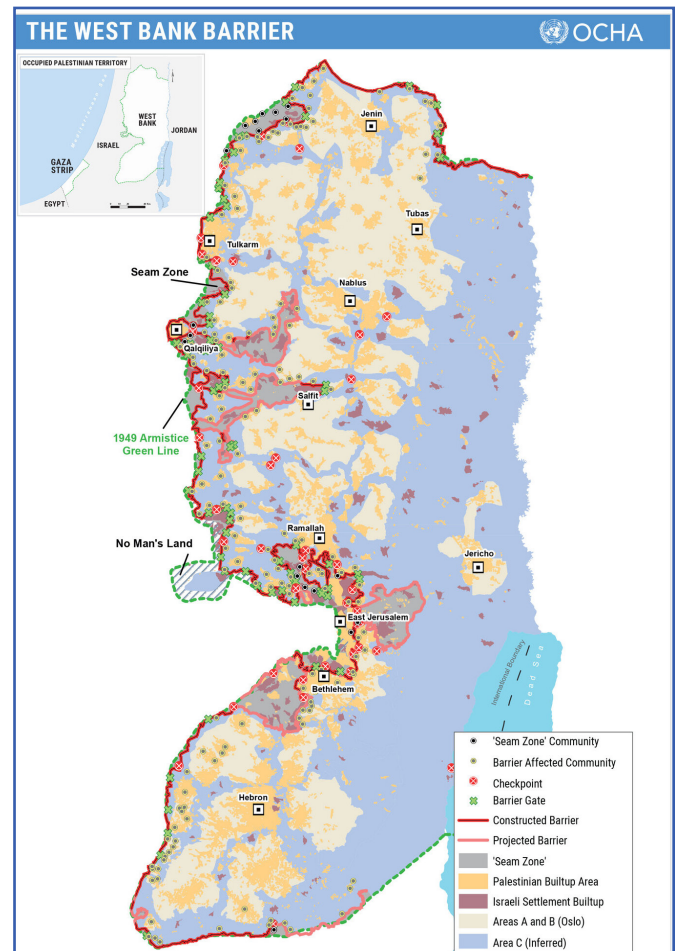 THE WEST BANK BARRIER
OCHA
OCCUPIED PALESTINIAN TERRITORY
WEST
BANK
JORDAN
ISRAEL
GAZA
STRIP
EGYPT
Jenin
Tubas
Tulkarm
Seam Zone
Nablus
Qalqiliya
Salfit
1949 Armistice
Green Line
No Man's Land
Ramallah
Jericho
East Jerusalem
Bethlehem
International Boundary
Dead Sea
Hebron
'Seam Zone' Community
Barrier Affected Community
Checkpoint
Barrier Gate
Constructed Barrier
Projected Barrier
'Seam Zone'
Palestinian Builtup Area
Israeli Settlement Builtup
Areas A and B (Oslo)
Area C (Inferred)